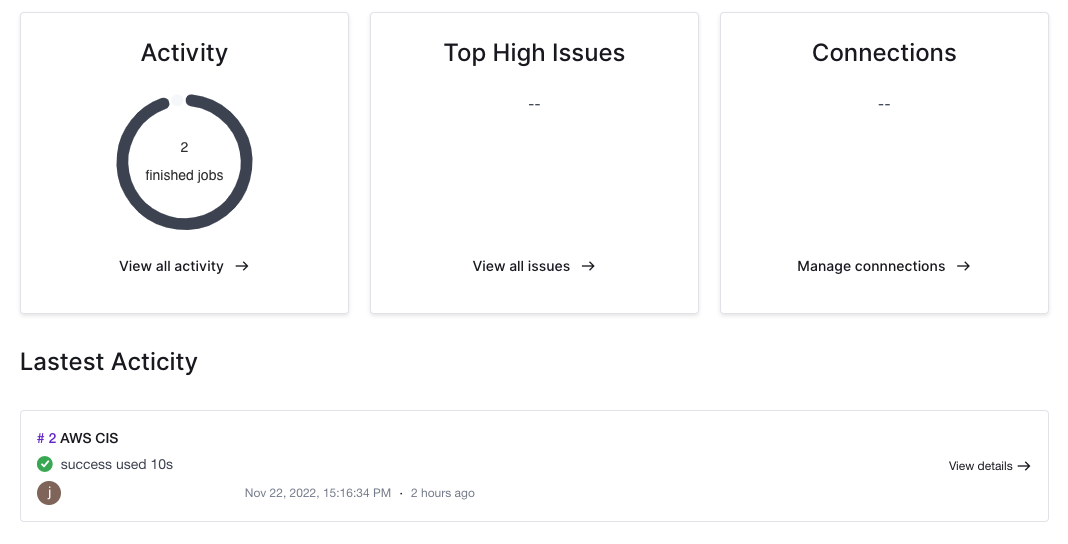 Activity
2
finished jobs
View all activity →
Top High Issues
--
View all issues →
Connections
--
Manage connnections →
Lastest Acticity
# 2 AWS CIS
success used 10s
View details →
j
Nov 22, 2022, 15:16:34 PM · 2 hours ago